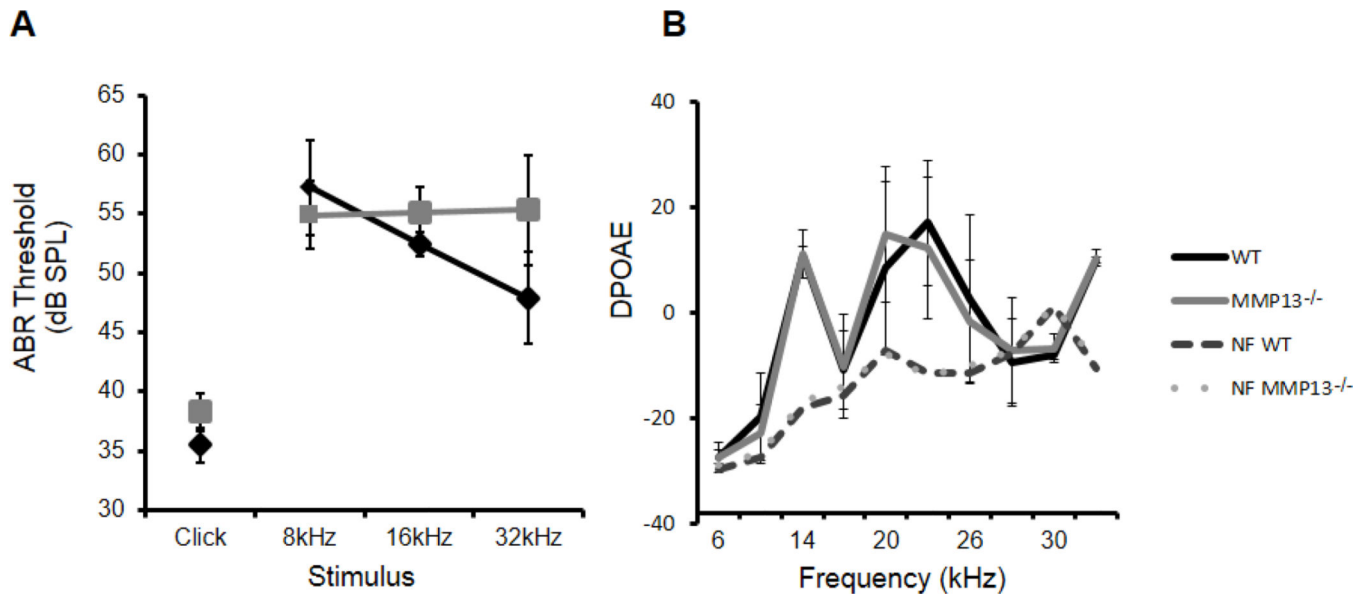 A
65
60
55
50
45
40
35
30
ABR Threshold
(dB SPL)
Click 8kHz 16kHz 32kHz
Stimulus
B
40
20
0
-20
-40
DPOAE
6 14 20 26 30
Frequency (kHz)
WT
MMP13-/-
NF WT
NF MMP13-/-